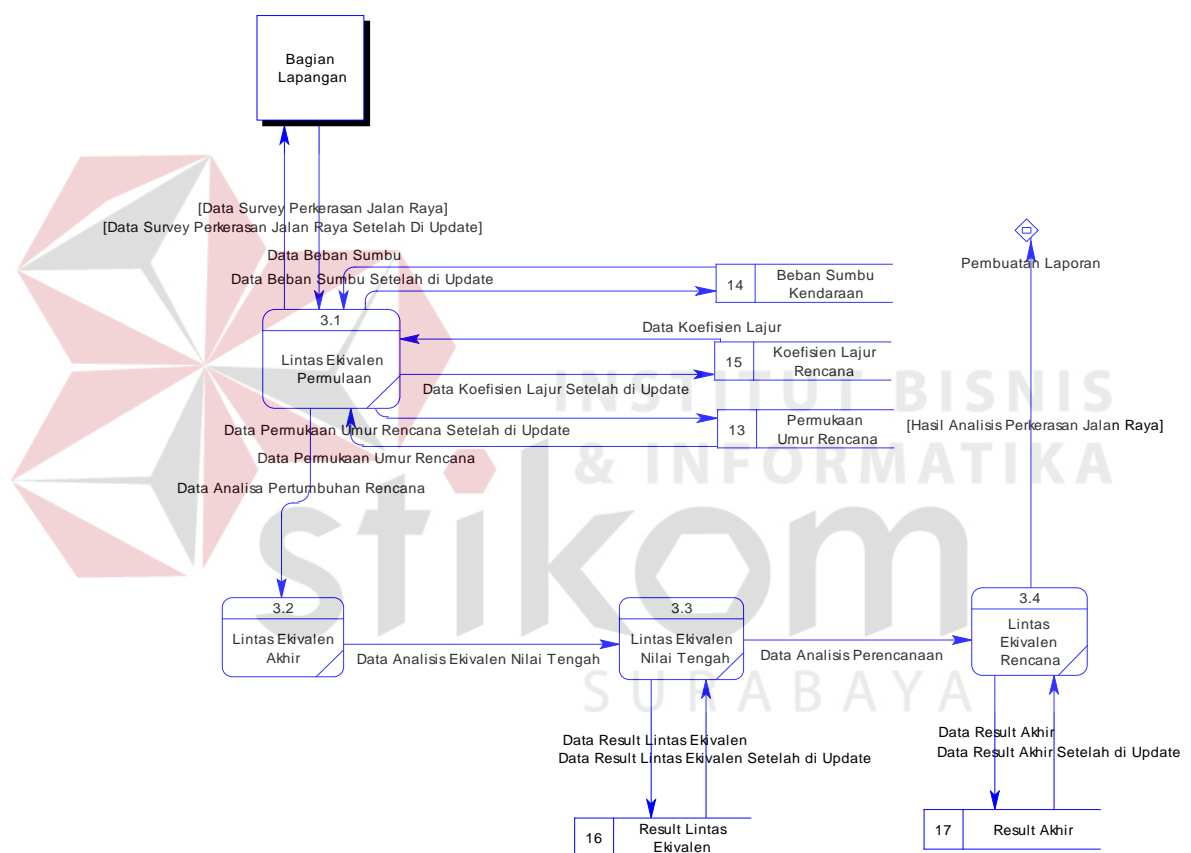 Bagian
Lapangan
[Data Survey Perkerasan Jalan Raya]
[Data Survey Perkerasan Jalan Raya Setelah Di Update]
Data Beban Sumbu
Data Beban Sumbu Setelah di Update
14
Beban Sumbu
Kendaraan
Pembuatan Laporan
3.1
Lintas Ekivalen
Permulaan
Data Koefisien Lajur
15
Koefisien Lajur
Rencana
Data Koefisien Lajur Setelah di Update
13
Permukaan
Umur Rencana
Data Permukaan Umur Rencana Setelah di Update
Data Permukaan Umur Rencana
[Hasil Analisis Perkerasan Jalan Raya]
Data Analisa Pertumbuhan Rencana
INSTITUT BISNIS
& INFORMATIKA
stikom
SURABAYA
3.2
Lintas Ekivalen
Akhir
Data Analisis Ekivalen Nilai Tengah
3.3
Lintas Ekivalen
Nilai Tengah
Data Analisis Perencanaan
3.4
Lintas
Ekivalen
Rencana
Data Result Lintas Ekivalen
Data Result Lintas Ekivalen Setelah di Update
Data Result Akhir
Data Result Akhir Setelah di Update
16
Result Lintas
Ekivalen
17
Result Akhir